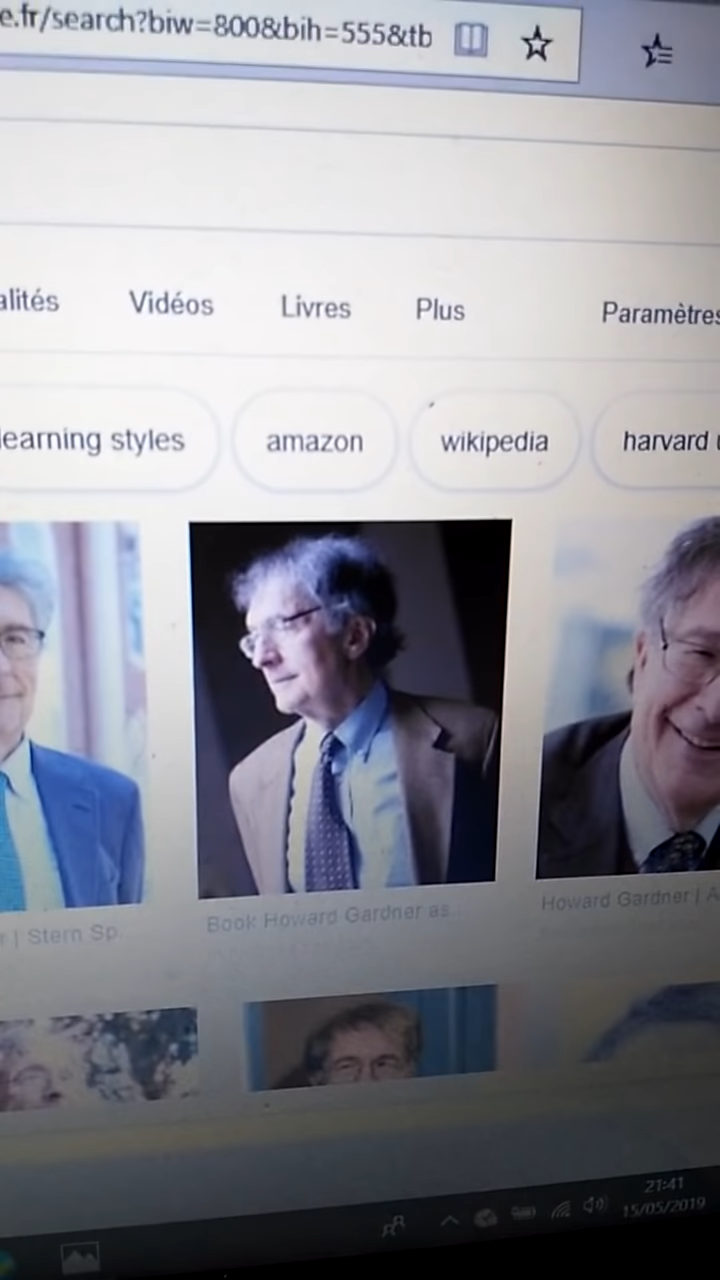 e.fr/search?biw=800&bih=555&tb
alités Vidéos Livres Plus Paramètres
learning styles amazon wikipedia harvard u
r | Stern Sp. Book Howard Gardner as... Howard Gardner | A
21:41
15/05/2019